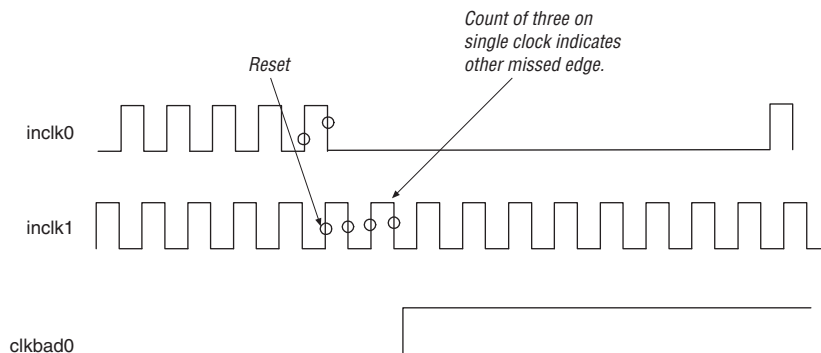 Count of three on
single clock indicates
other missed edge.
Reset
inclk0
inclk1
clkbad0